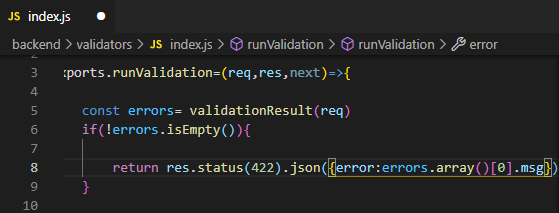 JS index.js
backend > validators > JS index.js > runValidation > runValidation > error
3 xports.runValidation=(req,res,next)=>{
4
5 const errors= validationResult(req)
6 if(!errors.isEmpty()){
7
8 return res.status(422).json({error:errors.array()[0].msg})
9 }
10